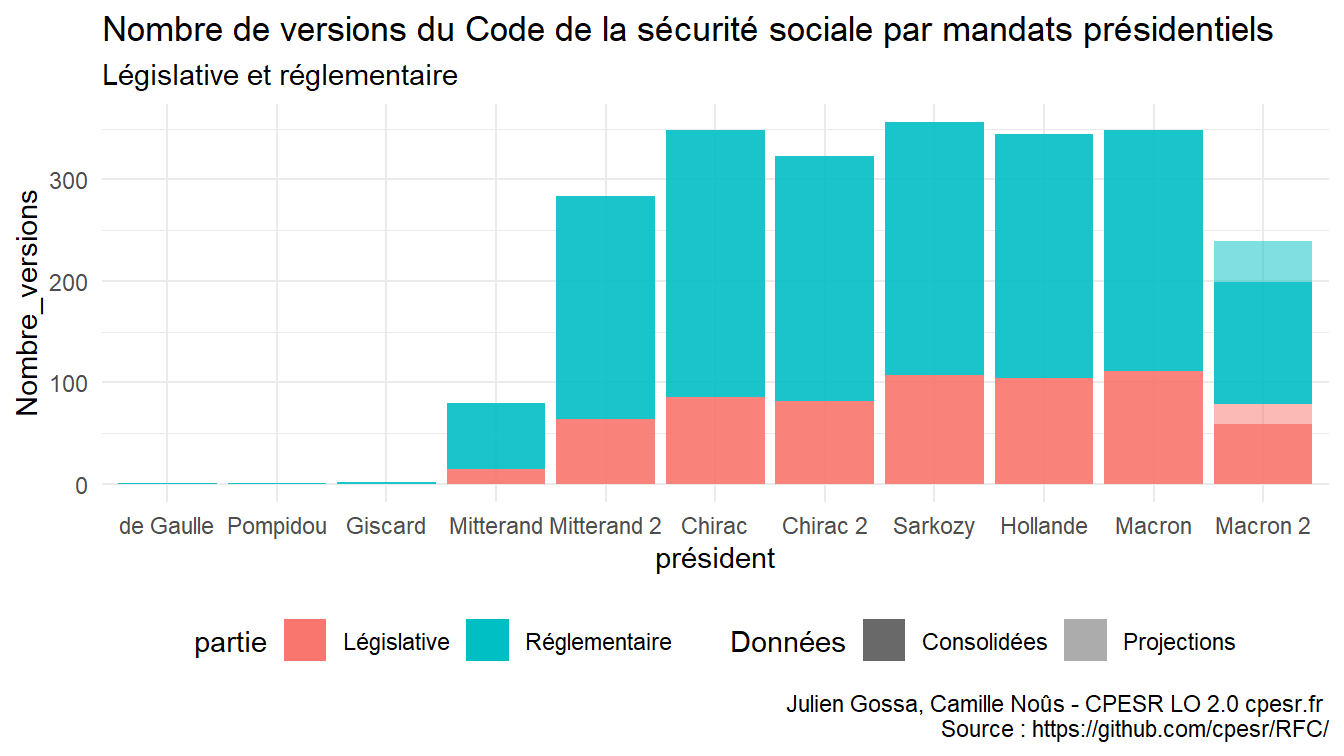 Nombre de versions du Code de la sécurité sociale par mandats présidentiels
Législative et réglementaire
Nombre_versions
300
200
100
0
de Gaulle Pompidou Giscard Mitterand Mitterand 2 Chirac Chirac 2 Sarkozy Hollande Macron Macron 2
président
partie Législative Réglementaire Données Consolidées Projections
Julien Gossa, Camille Noûs - CPESR LO 2.0 cpesr.fr
Source : https://github.com/cpesr/RFC/